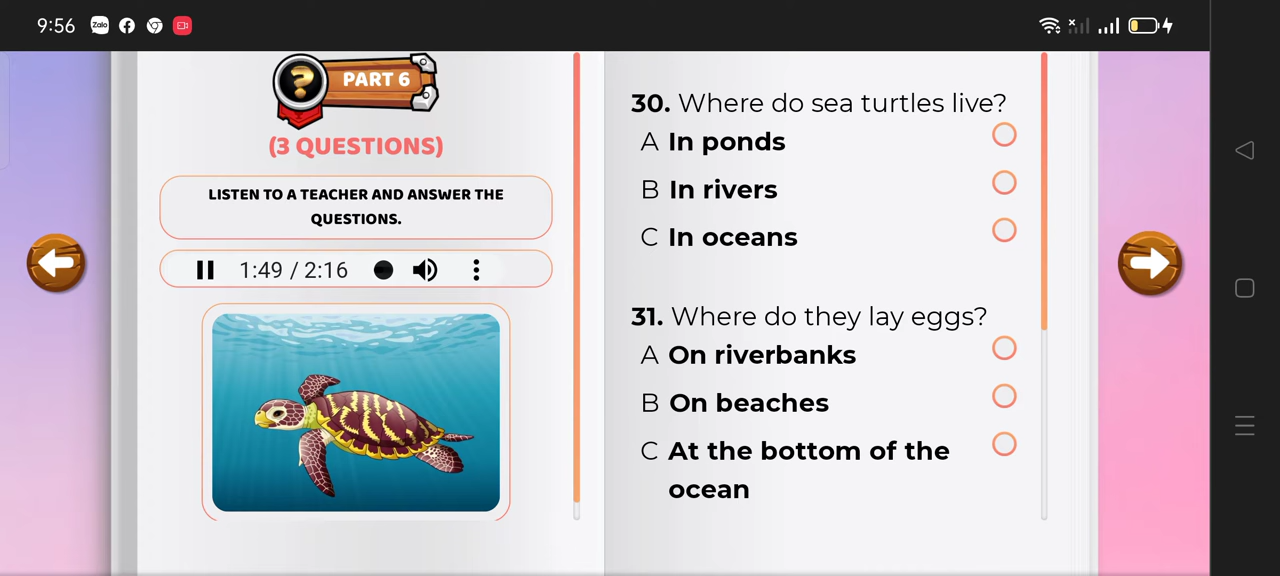 9:56
Zalo
PART 6
(3 QUESTIONS)
LISTEN TO A TEACHER AND ANSWER THE
QUESTIONS.
1:49 / 2:16
30. Where do sea turtles live?
A In ponds
B In rivers
C In oceans
31. Where do they lay eggs?
A On riverbanks
B On beaches
C At the bottom of the
ocean